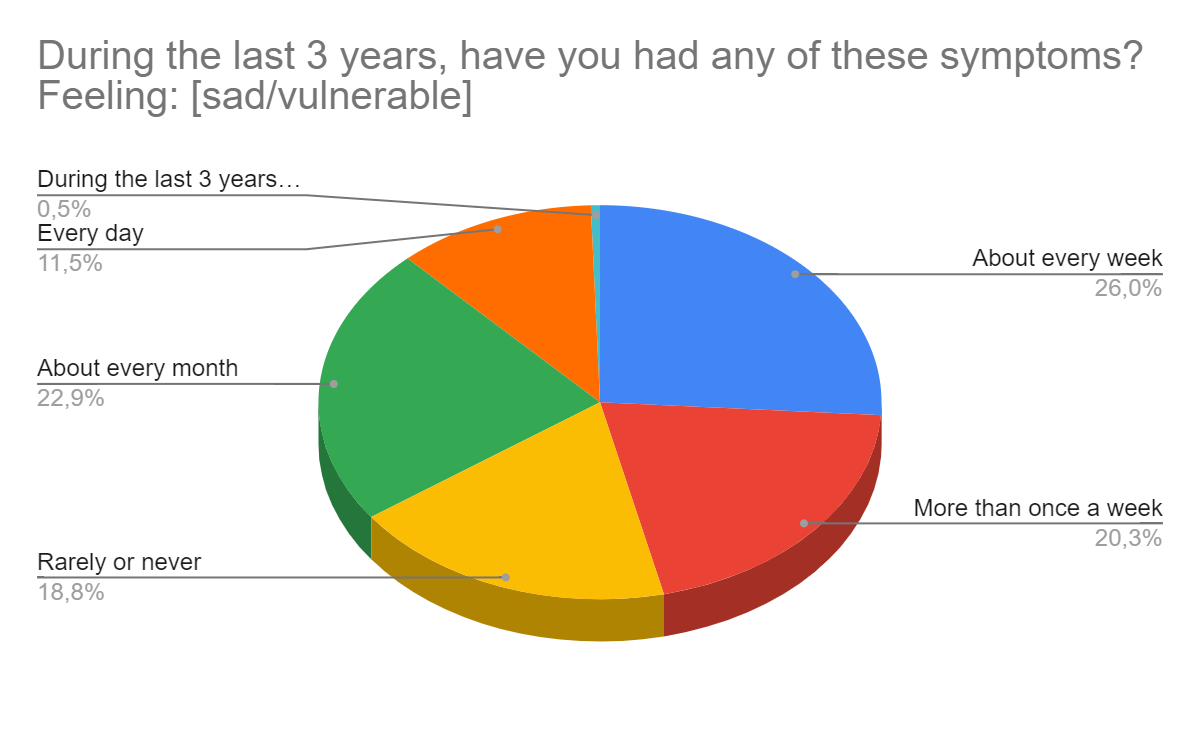 During the last 3 years, have you had any of these symptoms?
Feeling: [sad/vulnerable]
During the last 3 years…
0,5%
Every day
11,5%
About every week
26,0%
About every month
22,9%
More than once a week
20,3%
Rarely or never
18,8%